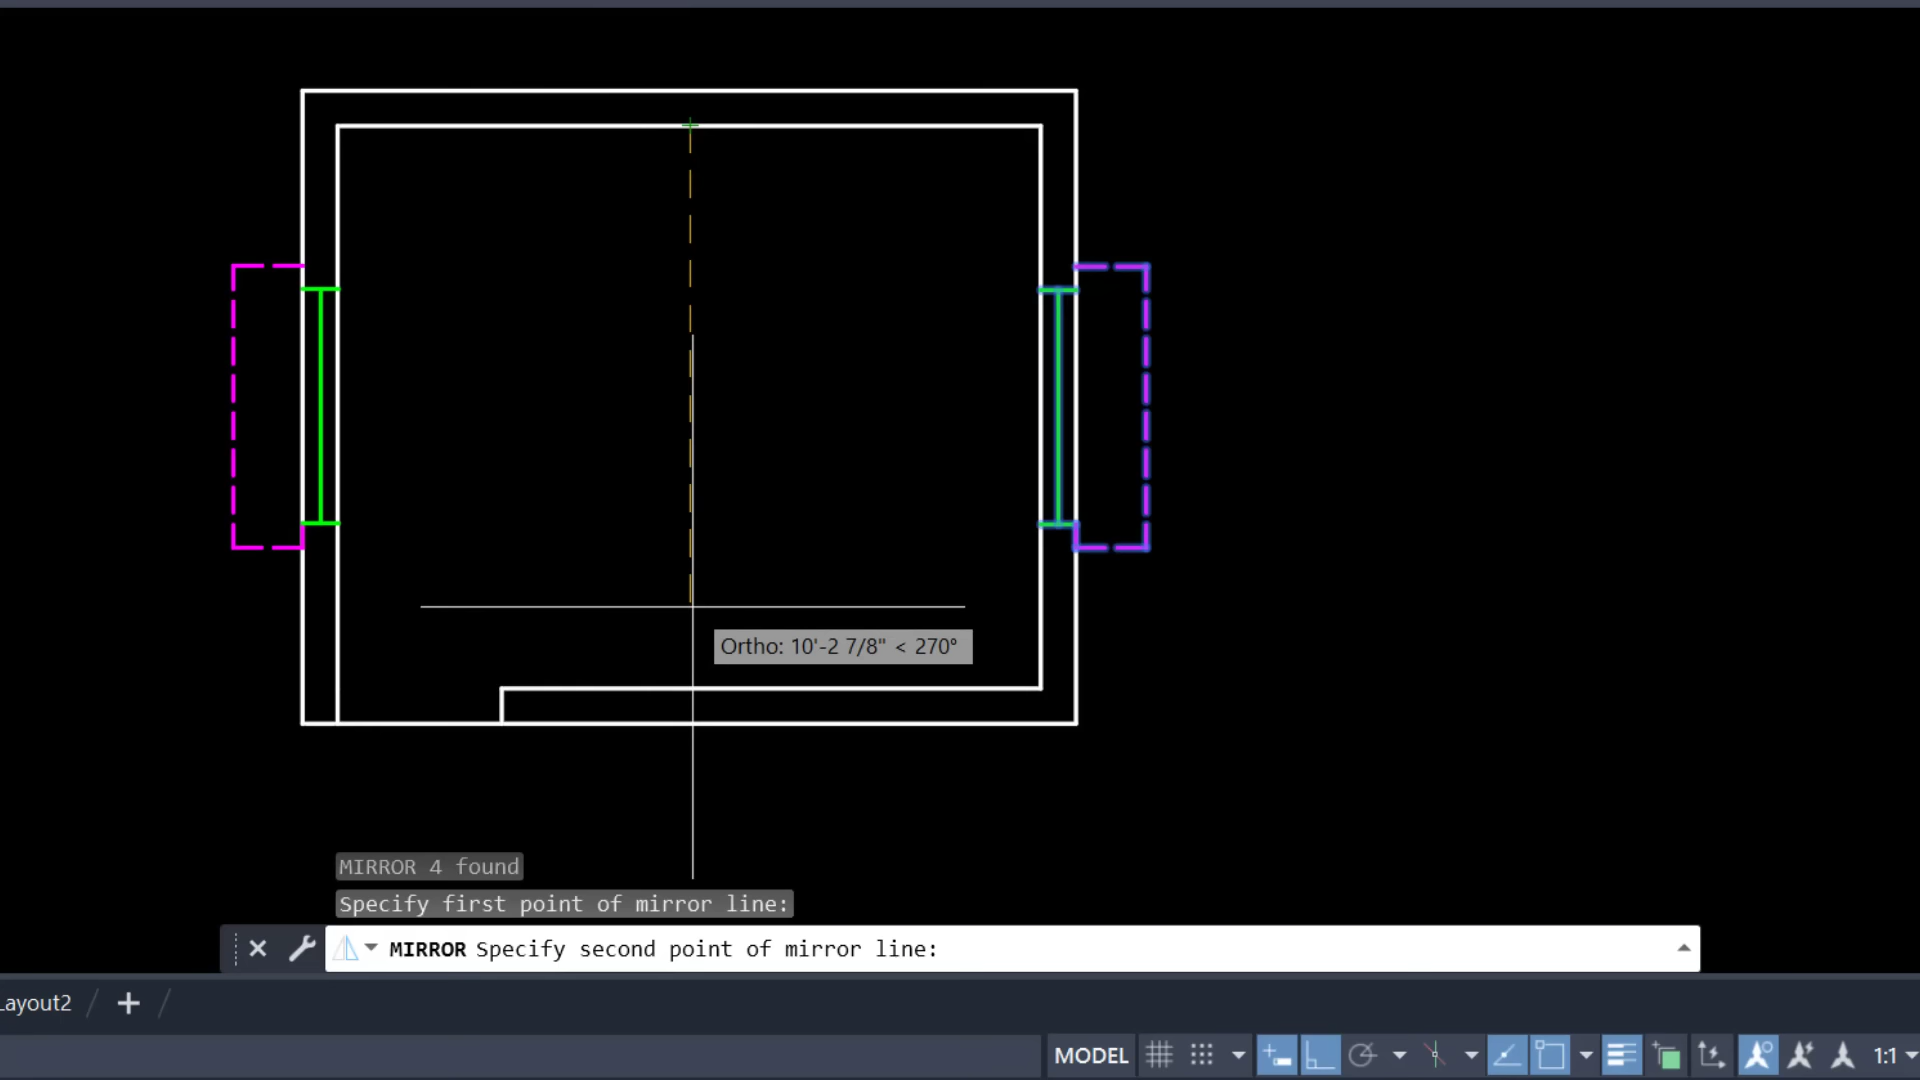 Ortho: 10'-2 7/8" < 270°
MIRROR 4 found
Specify first point of mirror line:
MIRROR Specify second point of mirror line:
Layout2
MODEL
1:1